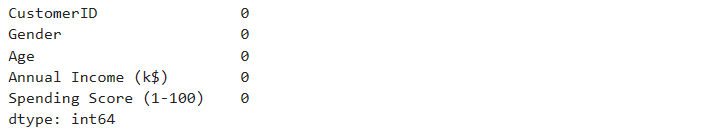 CustomerID                0
Gender                    0
Age                       0
Annual Income (k$)        0
Spending Score (1-100)    0
dtype: int64